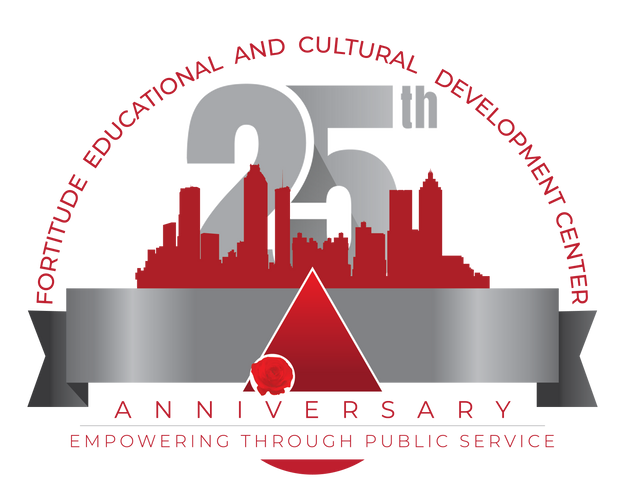 FORTITUDE EDUCATIONAL AND CULTURAL DEVELOPMENT CENTER
25th
ANNIVERSARY
EMPOWERING THROUGH PUBLIC SERVICE